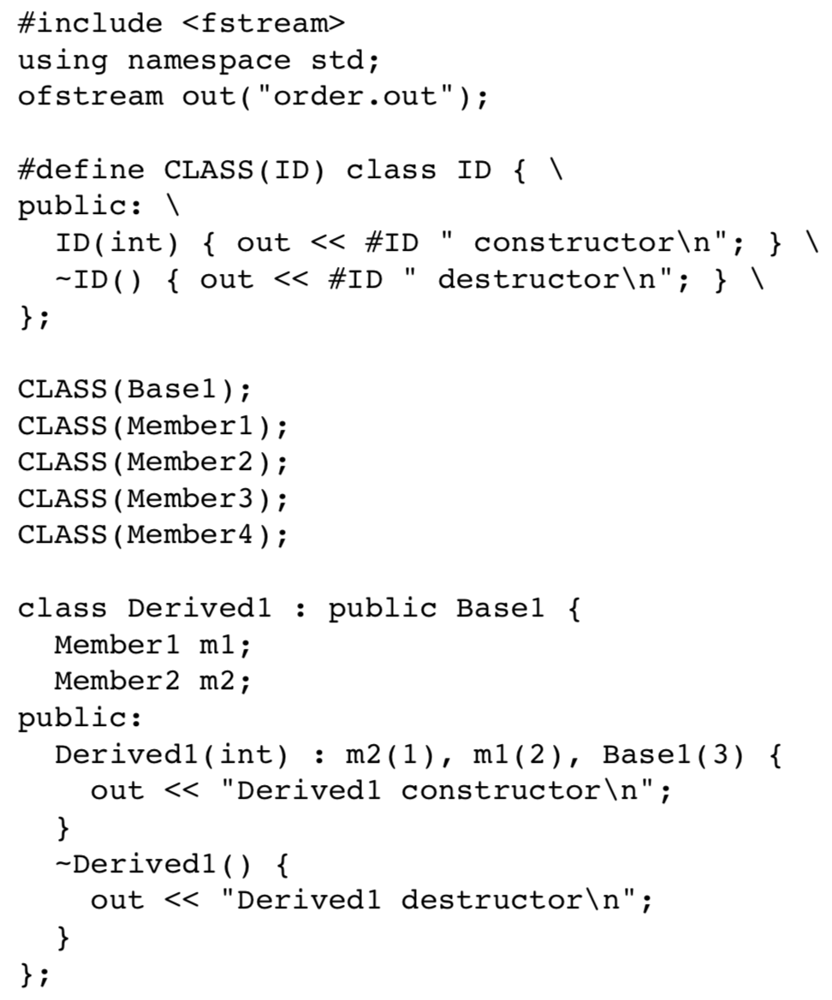 #include <fstream>
using namespace std;
ofstream out("order.out");

#define CLASS(ID) class ID { \
public: \
  ID(int) { out << #ID " constructor\n"; } \
  ~ID() { out << #ID " destructor\n"; } \
};

CLASS(Base1);
CLASS(Member1);
CLASS(Member2);
CLASS(Member3);
CLASS(Member4);

class Derived1 : public Base1 {
  Member1 m1;
  Member2 m2;
public:
  Derived1(int) : m2(1), m1(2), Base1(3) {
    out << "Derived1 constructor\n";
  }
  ~Derived1() {
    out << "Derived1 destructor\n";
  }
};